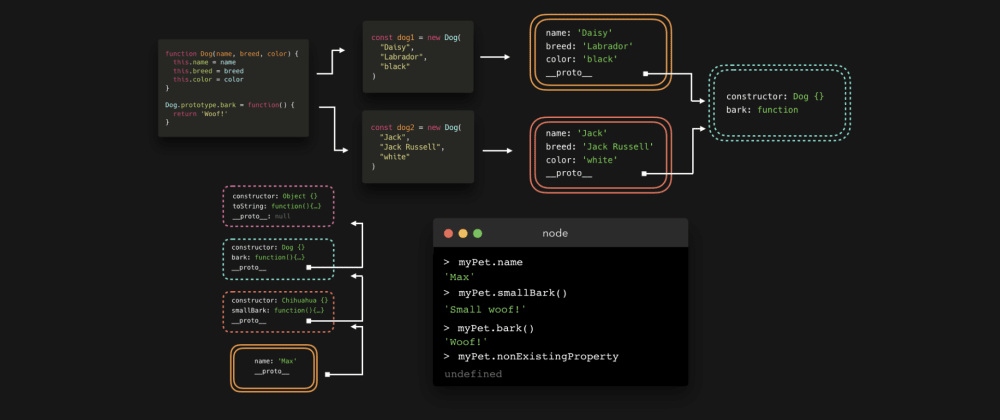 function Dog(name, breed, color) {
this.name = name
this.breed = breed
this.color = color
}
Dog.prototype.bark = function() {
return 'Woof!'
}
const dog1 = new Dog(
"Daisy",
"Labrador",
"black"
)
name: 'Daisy'
breed: 'Labrador'
color: 'black'
__proto__
const dog2 = new Dog(
"Jack",
"Jack Russell",
"white"
)
name: 'Jack'
breed: 'Jack Russell'
color: 'white'
__proto__
constructor: Dog {}
bark: function
constructor: Object {}
toString: function(){…}
__proto__: null
constructor: Dog {}
bark: function(){…}
__proto__
constructor: Chihuahua {}
smallBark: function(){…}
__proto__
name: 'Max'
__proto__
node
> myPet.name
'Max'
> myPet.smallBark()
'Small woof!'
> myPet.bark()
'Woof!'
> myPet.nonExistingProperty
undefined